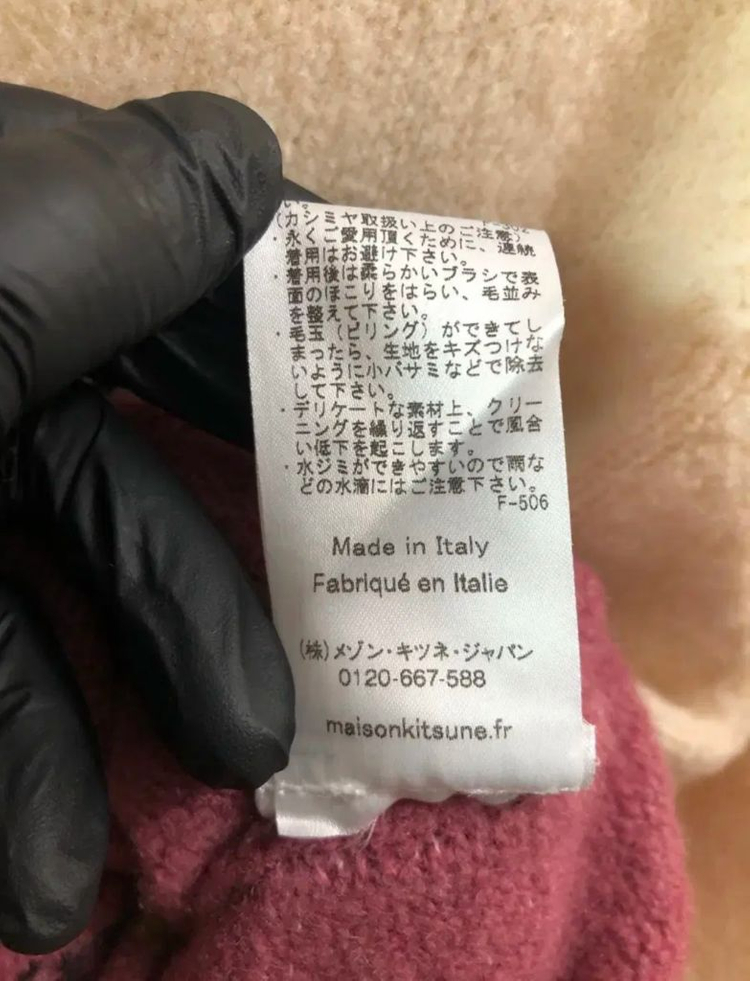 い。
F-502
(カシミヤ取扱い上のご注意)
・永くご愛用頂くために、連続
着用はお避け下さい。
・着用後は柔らかいブラシで表
面のほこりをはらい、毛並み
を整えて下さい。
・毛玉(ピリング)ができてし
まったら、生地をキズつけな
いように小バサミなどで除去
して下さい。
・デリケートな素材上、クリー
ニングを繰り返すことで風合
い低下を起こします。
・水ジミができやすいので雨な
どの水滴にはご注意下さい。
F-506
Made in Italy
Fabriqué en Italie
(株)メゾン・キツネ・ジャパン
0120-667-588
maisonkitsune.fr